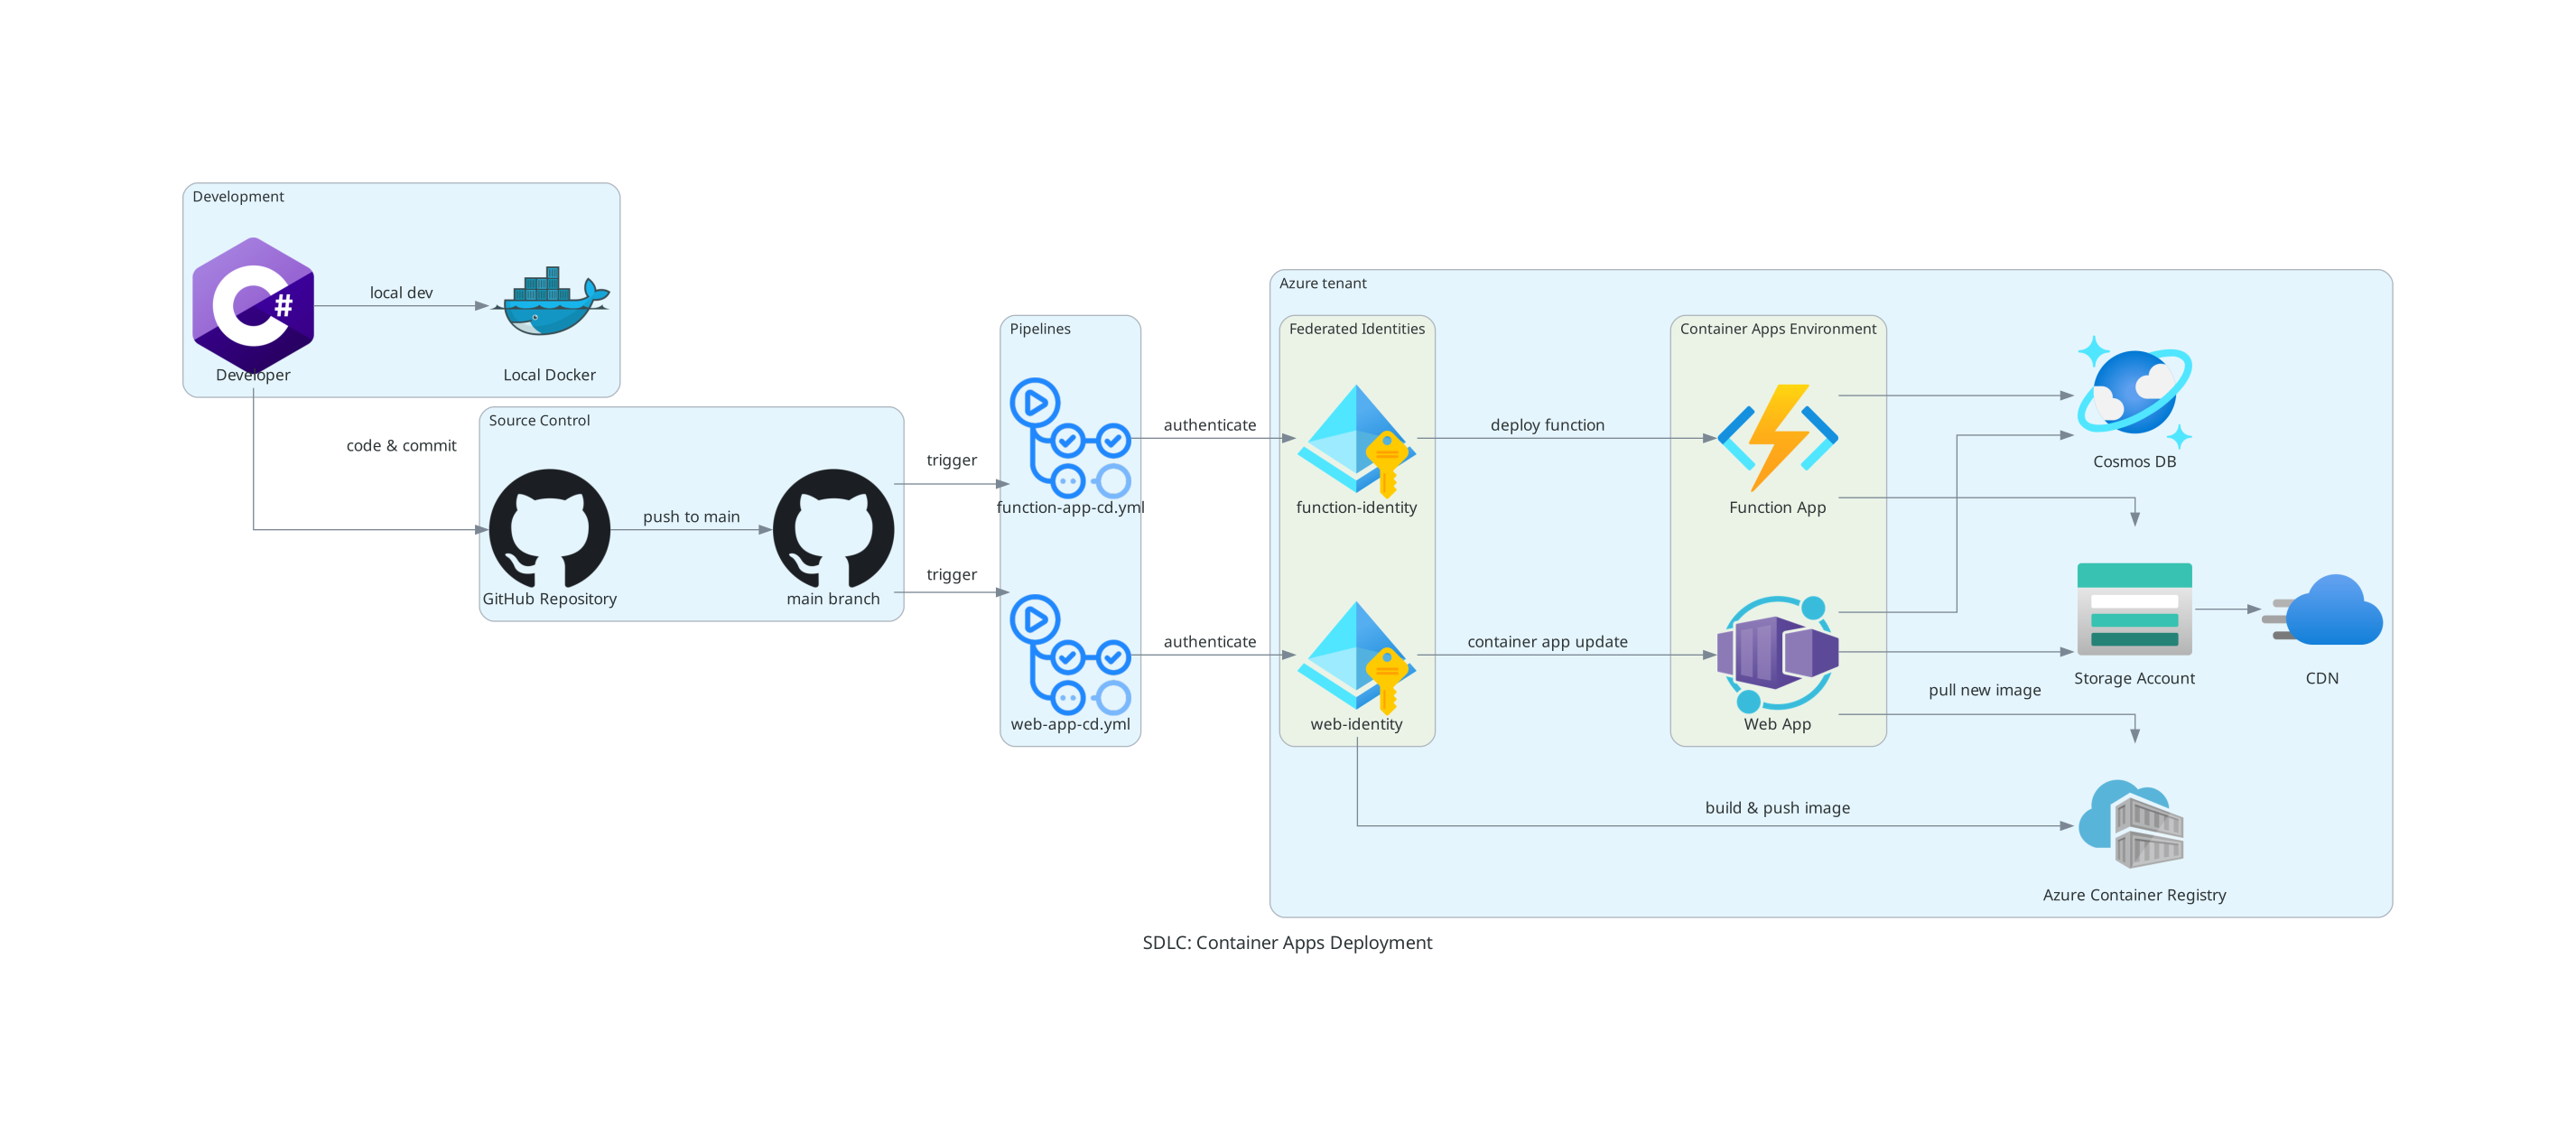 Development
local dev
Developer
Local Docker
code & commit
Source Control
GitHub Repository
push to main
main branch
trigger
trigger
Pipelines
function-app-cd.yml
web-app-cd.yml
authenticate
authenticate
Azure tenant
Federated Identities
function-identity
web-identity
deploy function
container app update
build & push image
Container Apps Environment
Function App
Web App
pull new image
Cosmos DB
Storage Account
CDN
Azure Container Registry
SDLC: Container Apps Deployment